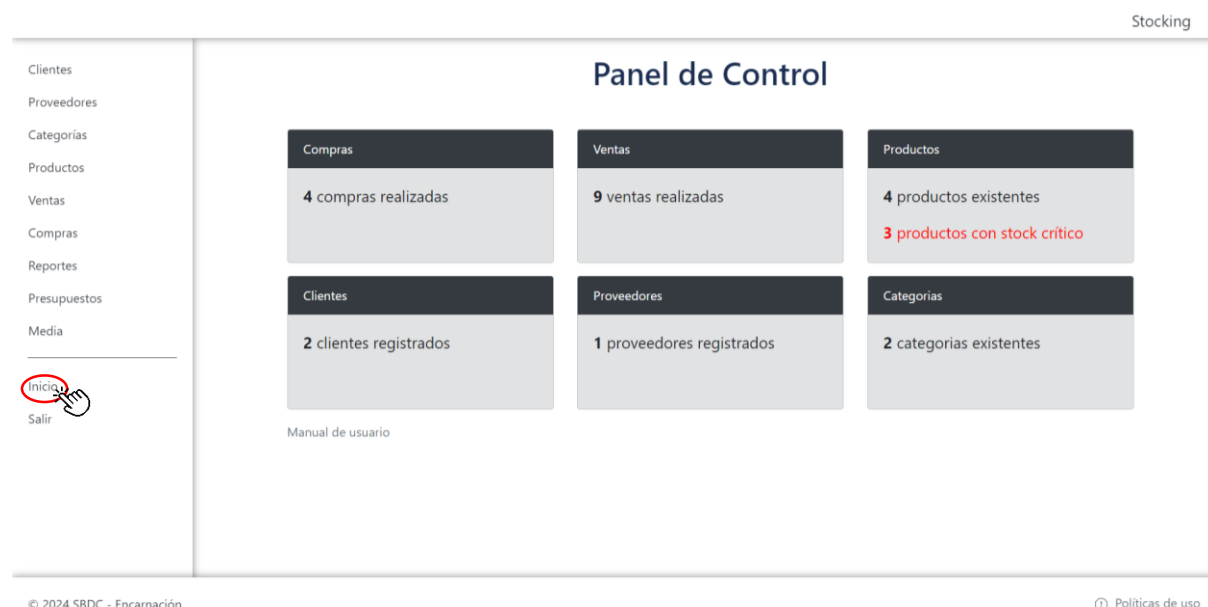 Stocking
Clientes
Proveedores
Categorías
Productos
Ventas
Compras
Reportes
Presupuestos
Media
Inicio
Salir
Panel de Control
Compras
4 compras realizadas
Ventas
9 ventas realizadas
Productos
4 productos existentes
3 productos con stock crítico
Clientes
2 clientes registrados
Proveedores
1 proveedores registrados
Categorias
2 categorias existentes
Manual de usuario
© 2024 SBDC - Encarnación
Políticas de uso